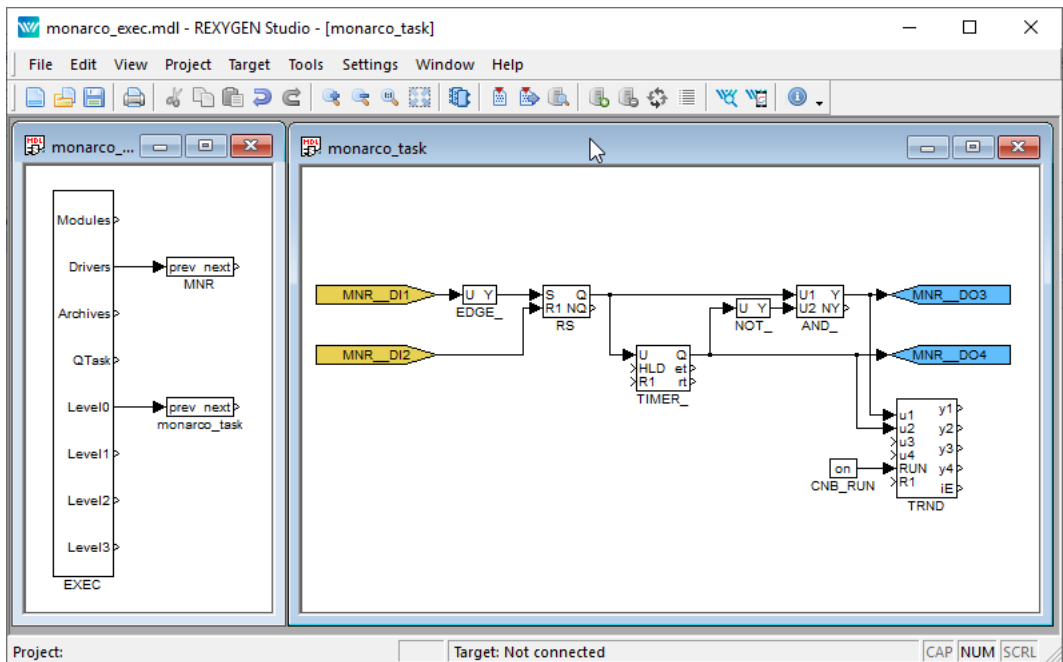 monarco_exec.mdl - REXYGEN Studio - [monarco_task]
File Edit View Project Target Tools Settings Window Help
monarco_...
Modules
Drivers
prev next
MNR
Archives
QTask
Level0
prev next
monarco_task
Level1
Level2
Level3
EXEC
monarco_task
MNR__DI1
U Y
EDGE_
S Q
R1 NQ
RS
U1 Y
U2 NY
AND_
MNR__DO3
U Y
NOT_
MNR__DI2
U Q
HLD et
R1 rt
TIMER_
MNR__DO4
on
CNB_RUN
u1 y1
u2 y2
u3 y3
u4
RUN y4
R1 iE
TRND
Project:
Target: Not connected
CAP NUM SCRL